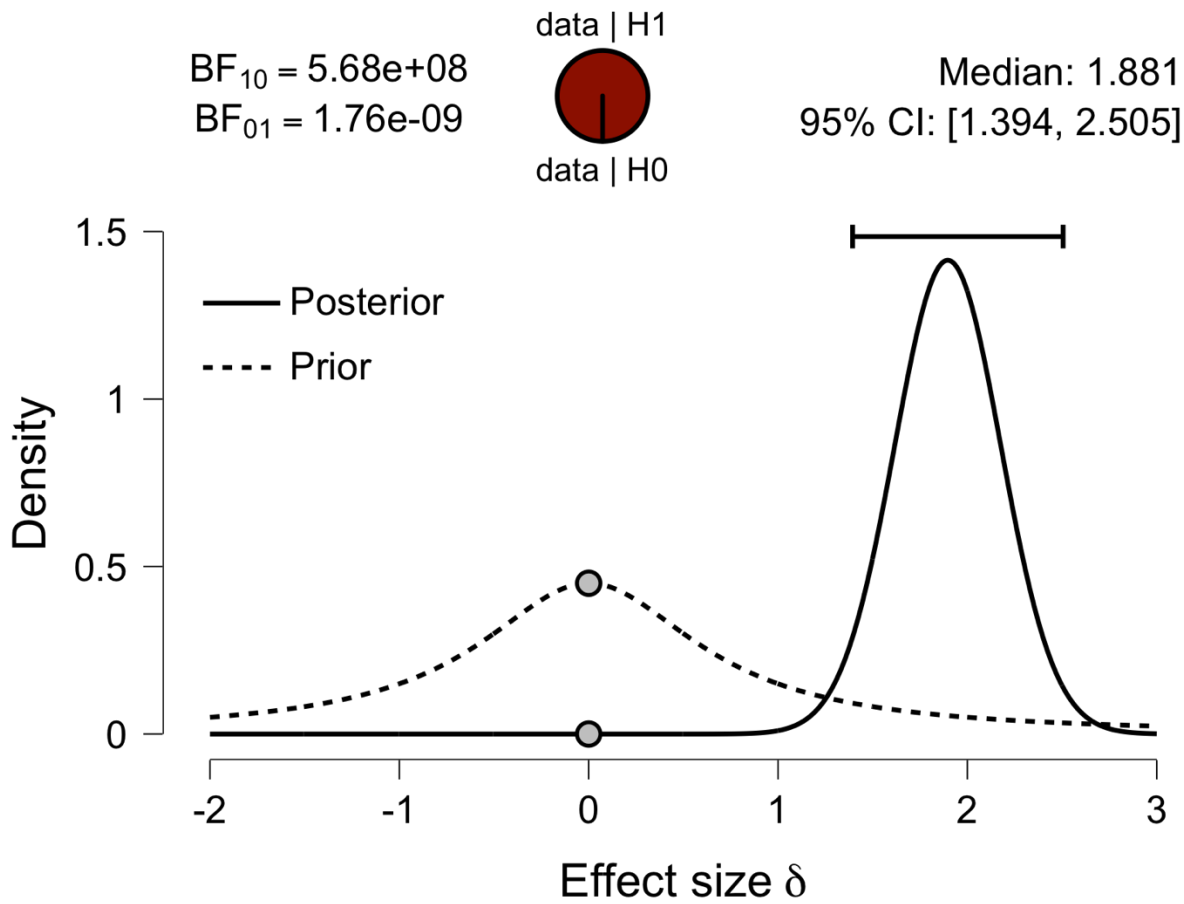 data | H1
BF₁₀ = 5.68e+08
BF₀₁ = 1.76e-09
data | H0
Median: 1.881
95% CI: [1.394, 2.505]
Posterior
Prior
Density
1.5
1
0.5
0
-2
-1
0
1
2
3
Effect size δ